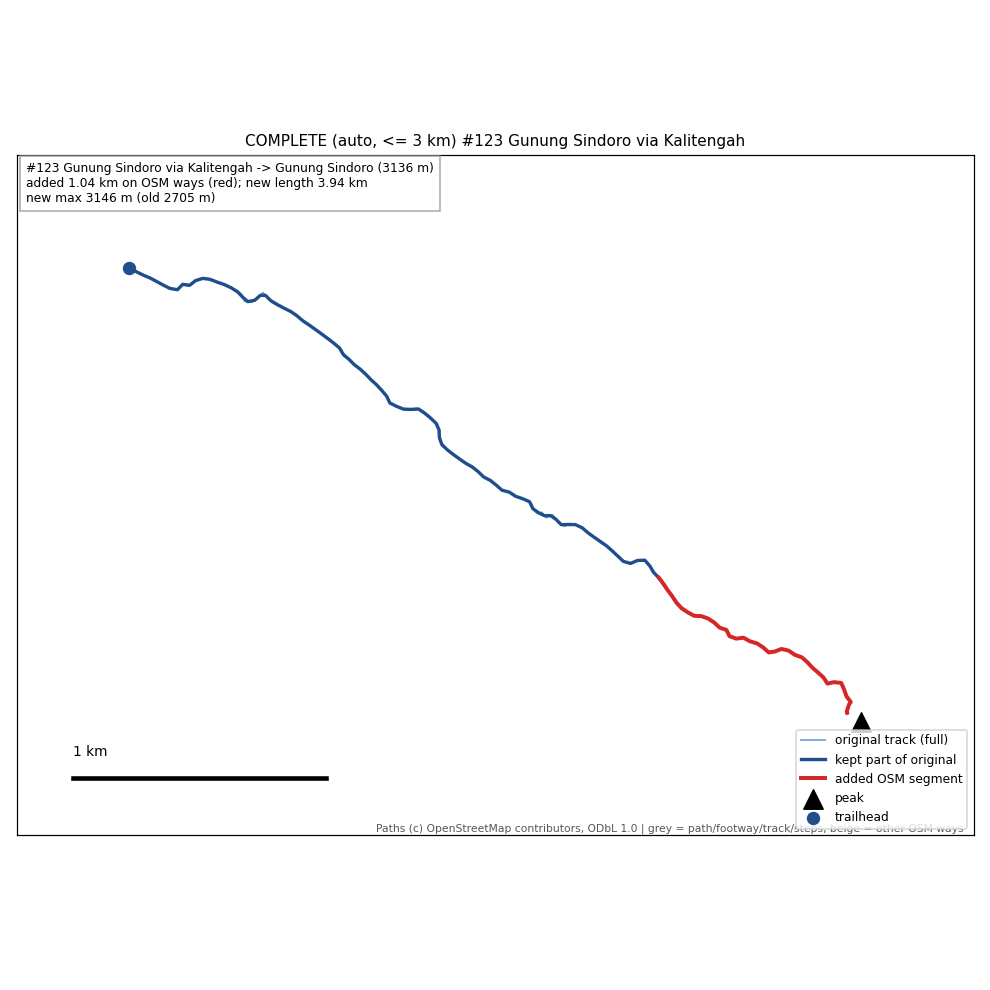 COMPLETE (auto, <= 3 km) #123 Gunung Sindoro via Kalitengah
#123 Gunung Sindoro via Kalitengah -> Gunung Sindoro (3136 m)
added 1.04 km on OSM ways (red); new length 3.94 km
new max 3146 m (old 2705 m)
1 km
original track (full)
kept part of original
added OSM segment
peak
trailhead
Paths (c) OpenStreetMap contributors, ODbL 1.0 | grey = path/footway/track/steps, beige = other OSM ways